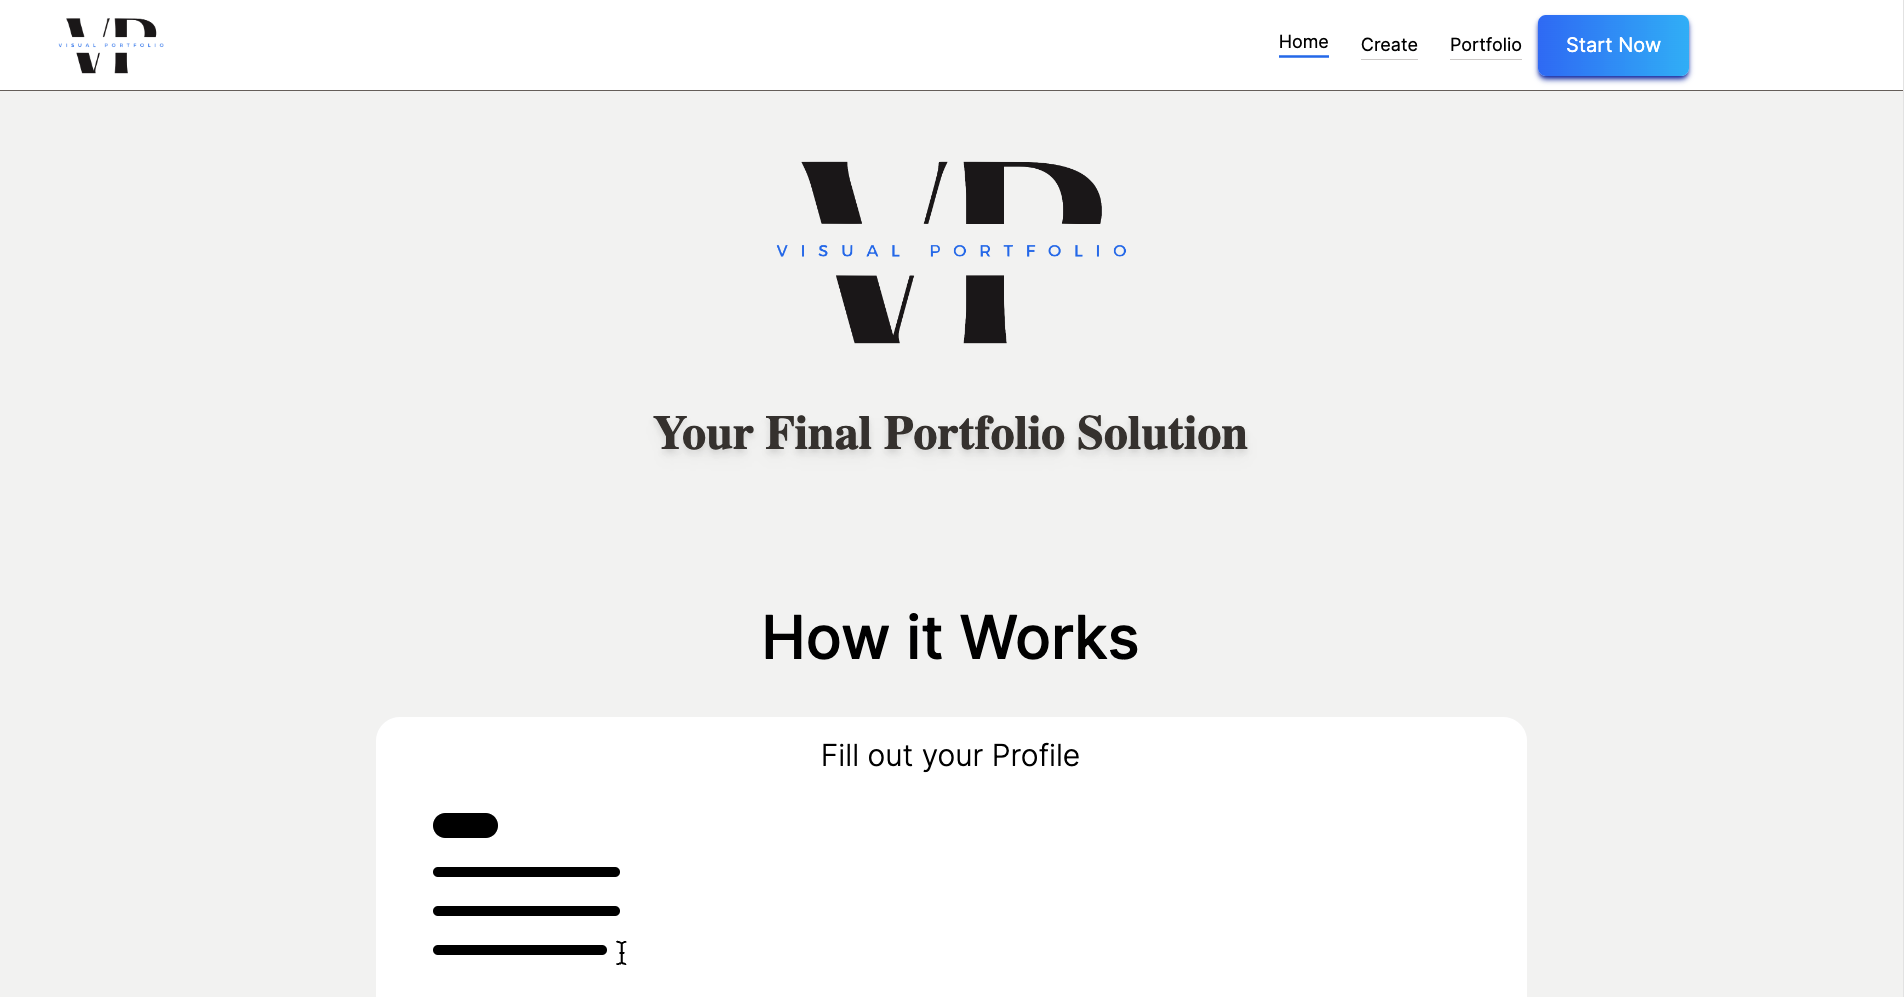 VP
VISUAL PORTFOLIO
Home
Create
Portfolio
Start Now
VP
VISUAL PORTFOLIO
Your Final Portfolio Solution
How it Works
Fill out your Profile